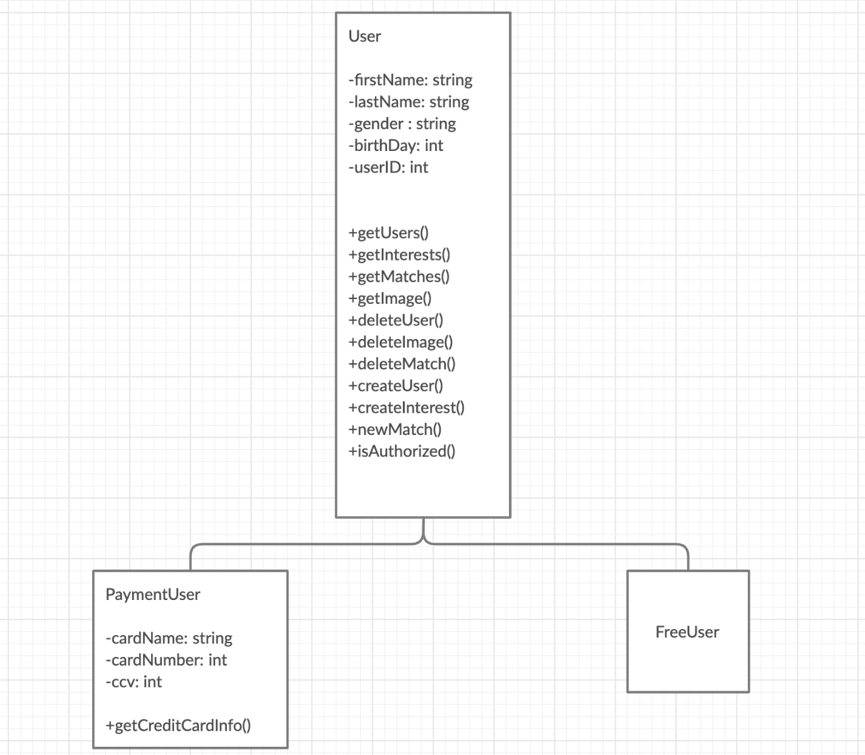 User
-firstName: string
-lastName: string
-gender : string
-birthDay: int
-userID: int
+getUsers()
+getInterests()
+getMatches()
+getImage()
+deleteUser()
+deleteImage()
+deleteMatch()
+createUser()
+createInterest()
+newMatch()
+isAuthorized()
PaymentUser
-cardName: string
-cardNumber: int
-ccv: int
+getCreditCardInfo()
FreeUser